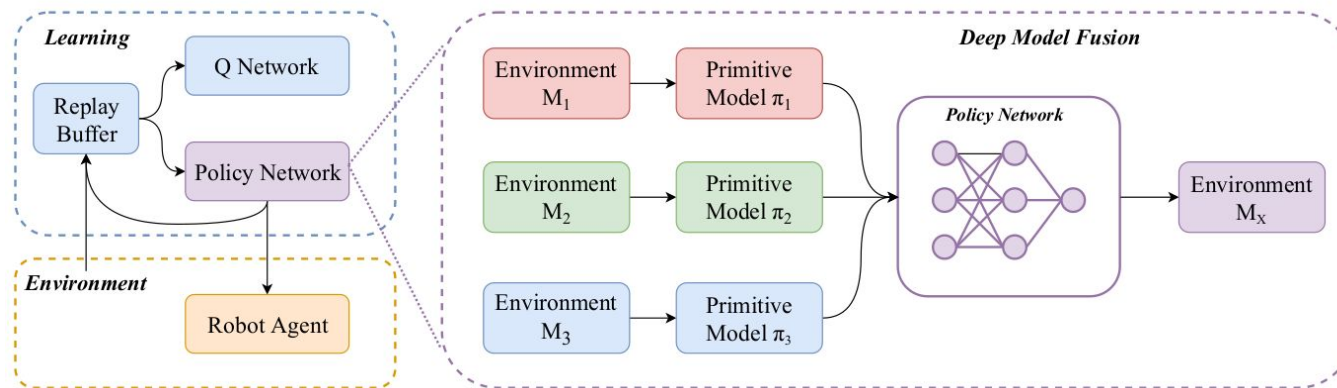 Learning
Q Network
Replay
Buffer
Policy Network
Environment
Robot Agent
Deep Model Fusion
Environment
M₁
Primitive
Model π₁
Environment
M₂
Primitive
Model π₂
Environment
M₃
Primitive
Model π₃
Policy Network
Environment
Mₓ